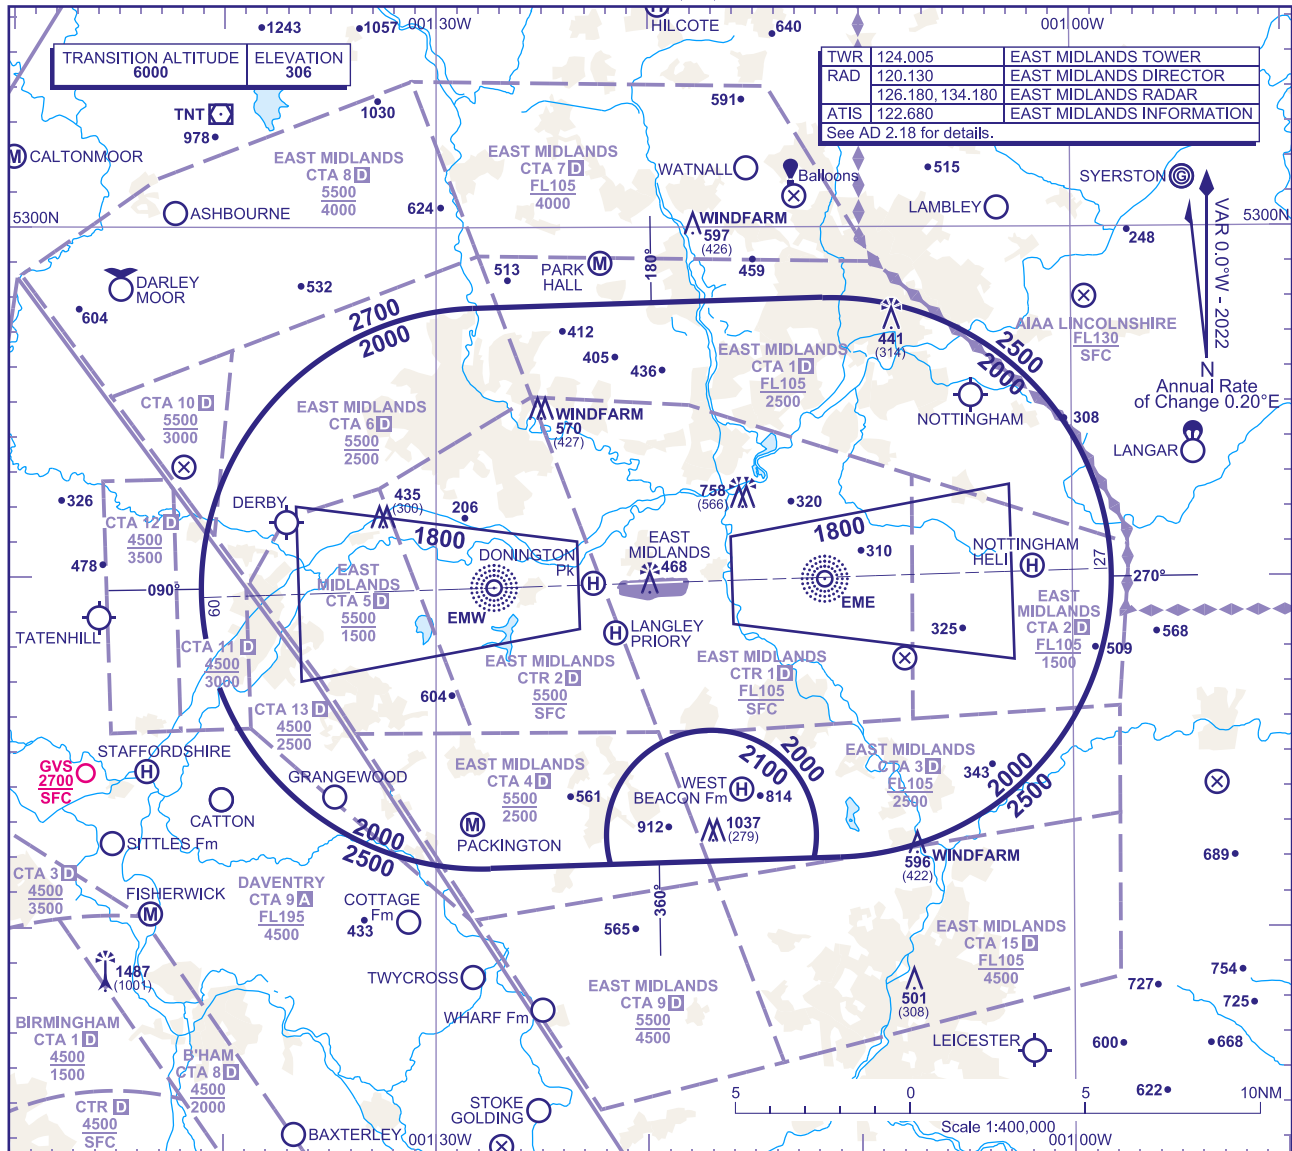 HILCOTE
1243
1057
00130W
640
00100W
TRANSITION ALTITUDE
6000
ELEVATION
306
TWR 124.005 EAST MIDLANDS TOWER
RAD 120.130 EAST MIDLANDS DIRECTOR
126.180, 134.180 EAST MIDLANDS RADAR
ATIS 122.680 EAST MIDLANDS INFORMATION
See AD 2.18 for details.
TNT
978
1030
591
M CALTONMOOR
EAST MIDLANDS
CTA 8 D
5500
4000
EAST MIDLANDS
CTA 7 D
FL105
4000
WATNALL
Balloons
515
SYERSTON G
LAMBLEY
ASHBOURNE
624
5300N
5300N
248
WINDFARM
597
(426)
VAR 0.0°W - 2022
N
Annual Rate
of Change 0.20°E
DARLEY
MOOR
604
532
513
PARK
HALL
M
180°
459
2700
2000
412
405
436
EAST MIDLANDS
CTA 1 D
FL105
2500
441
(314)
AIAA LINCOLNSHIRE
FL130
SFC
2500
2000
NOTTINGHAM
308
LANGAR
CTA 10 D
5500
3000
EAST MIDLANDS
CTA 6 D
5500
2500
WINDFARM
570
(427)
326
CTA 12 D
4500
3500
478
DERBY
435
(300)
206
1800
758
(566)
320
1800
310
DONINGTON
Pk
H
EAST
MIDLANDS
468
NOTTINGHAM
HELI
H
27
270°
090°
09
EAST
MIDLANDS
CTA 5 D
5500
1500
EMW
EME
TATENHILL
H LANGLEY
PRIORY
325
EAST
MIDLANDS
CTA 2 D
FL105
1500
568
509
CTA 11 D
4500
3000
EAST MIDLANDS
CTR 2 D
5500
SFC
EAST MIDLANDS
CTR 1 D
FL105
SFC
604
CTA 13 D
4500
2500
STAFFORDSHIRE
H
GVS
2700
SFC
GRANGEWOOD
CATTON
EAST MIDLANDS
CTA 4 D
5500
2500
561
2000
2100
WEST
BEACON Fm
H
814
912
1037
(279)
EAST MIDLANDS
CTA 3 D
FL105
2500
343
2000
2500
SITTLES Fm
2000
2500
M
PACKINGTON
596
(422)
WINDFARM
689
CTA 3 D
4500
3500
FISHERWICK
M
DAVENTRY
CTA 9 A
FL195
4500
COTTAGE
Fm
433
360°
565
EAST MIDLANDS
CTA 15 D
FL105
4500
1487
(1001)
TWYCROSS
WHARF Fm
EAST MIDLANDS
CTA 9 D
5500
4500
501
(308)
754
727
725
BIRMINGHAM
CTA 1 D
4500
1500
B'HAM
CTA 8 D
4500
2000
LEICESTER
600
668
622
CTR D
4500
SFC
BAXTERLEY
STOKE
GOLDING
00130W
5 0 5 10NM
Scale 1:400,000
00100W